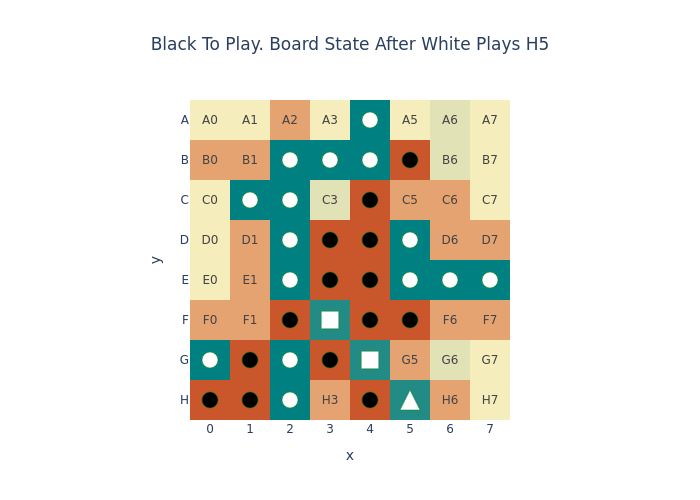 Black To Play. Board State After White Plays H5
A A0 A1 A2 A3 A5 A6 A7
B B0 B1 B6 B7
C C0 C3 C5 C6 C7
D D0 D1 D6 D7
y
E E0 E1
F F0 F1 F6 F7
G G5 G6 G7
H H3 H6 H7
0 1 2 3 4 5 6 7
x